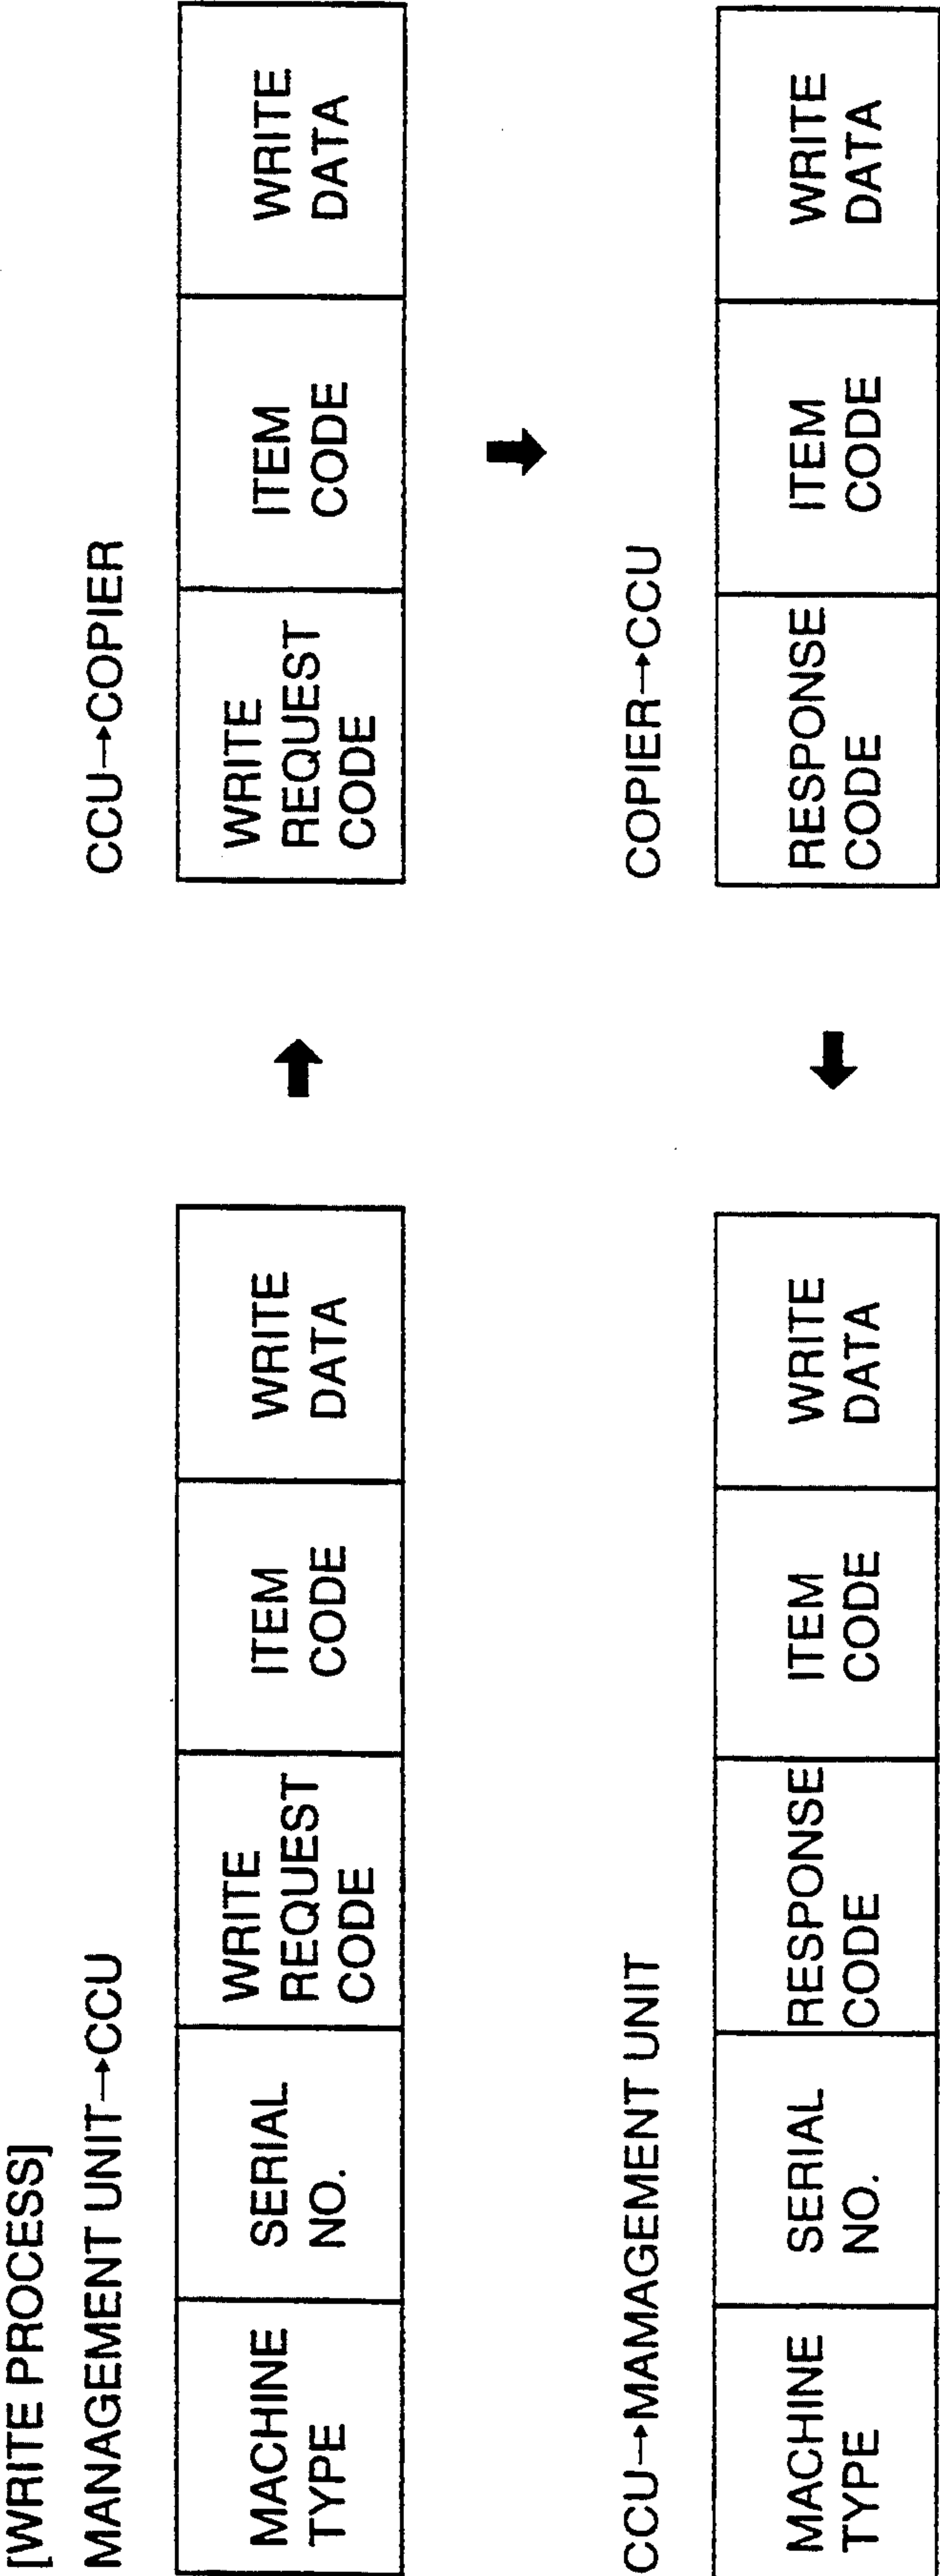 [WRITE PROCESS]
MANAGEMENT UNIT→CCU
MACHINE
TYPE
SERIAL
NO.
WRITE
REQUEST
CODE
ITEM
CODE
WRITE
DATA
CCU→COPIER
WRITE
REQUEST
CODE
ITEM
CODE
WRITE
DATA
COPIER→CCU
RESPONSE
CODE
ITEM
CODE
WRITE
DATA
CCU→MAMAGEMENT UNIT
MACHINE
TYPE
SERIAL
NO.
RESPONSE
CODE
ITEM
CODE
WRITE
DATA